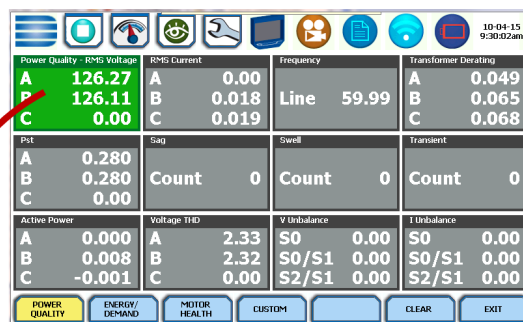 10-04-15
9:30:02am
Power Quality - RMS Voltage RMS Current Frequency Transformer Derating
A 126.27 A 0.00 A 0.049
B 126.11 B 0.018 Line 59.99 B 0.065
C 0.00 C 0.019 C 0.068
Pst Sag Swell Transient
A 0.280
B 0.280 Count 0 Count 0 Count 0
C 0.00
Active Power Voltage THD V Unbalance I Unbalance
A 0.000 A 2.33 S0 0.00 S0 0.00
B 0.008 B 2.32 S0/S1 0.00 S0/S1 0.00
C -0.001 C 0.00 S2/S1 0.00 S2/S1 0.00
POWER ENERGY/ MOTOR CUSTOM CLEAR EXIT
QUALITY DEMAND HEALTH